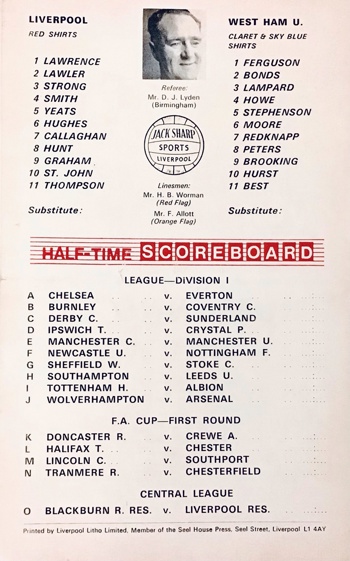 LIVERPOOL
RED SHIRTS
1 LAWRENCE
2 LAWLER
3 STRONG
4 SMITH
5 YEATS
6 HUGHES
7 CALLAGHAN
8 HUNT
9 GRAHAM
10 ST. JOHN
11 THOMPSON
Substitute:
Referee:
Mr. D. J. Lyden
(Birmingham)
JACK SHARP
SPORTS
LIVERPOOL
Linesmen:
Mr. H. B. Worman
(Red Flag)
Mr. F. Allott
(Orange Flag)
WEST HAM U.
CLARET & SKY BLUE
SHIRTS
1 FERGUSON
2 BONDS
3 LAMPARD
4 HOWE
5 STEPHENSON
6 MOORE
7 REDKNAPP
8 PETERS
9 BROOKING
10 HURST
11 BEST
Substitute:
HALF-TIME SCOREBOARD
LEAGUE—DiVISION I
A CHELSEA v. EVERTON
B BURNLEY v. COVENTRY C.
C DERBY C. v. SUNDERLAND
D IPSWICH T. v. CRYSTAL P.
E MANCHESTER C. v. MANCHESTER U.
F NEWCASTLE U. v. NOTTINGHAM F.
G SHEFFIELD W. v. STOKE C.
H SOUTHAMPTON v. LEEDS U.
I TOTTENHAM H. v. ALBION
J WOLVERHAMPTON v. ARSENAL
F.A. CUP—FIRST ROUND
K DONCASTER R. v. CREWE A.
L HALIFAX T. v. CHESTER
M LINCOLN C. v. SOUTHPORT
N TRANMERE R. v. CHESTERFIELD
CENTRAL LEAGUE
O BLACKBURN R. RES. v. LIVERPOOL RES.
Printed by Liverpool Litho Limited, Member of the Seel House Press, Seel Street, Liverpool L1 4AY